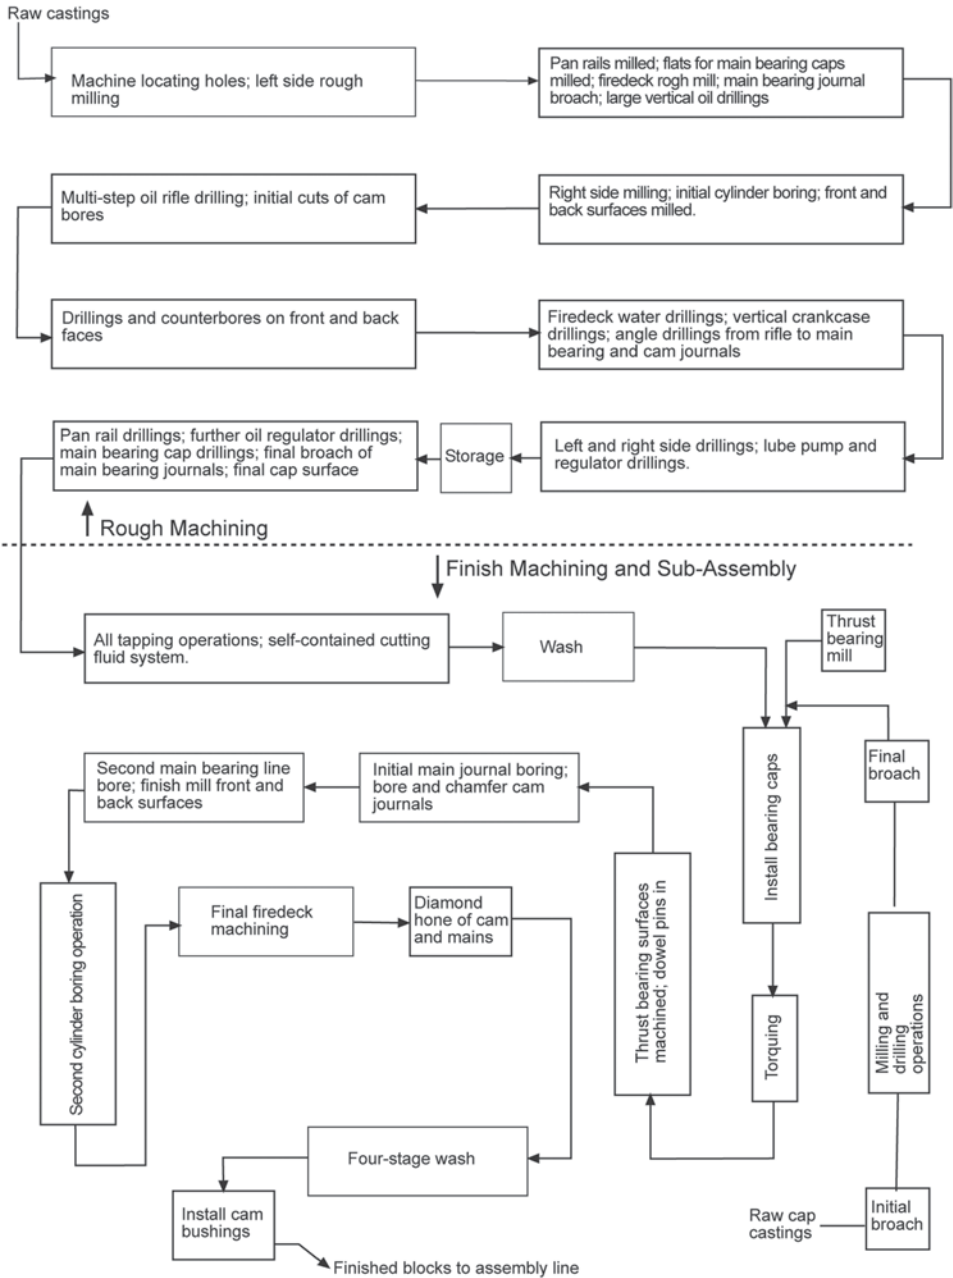 Raw castings
Machine locating holes; left side rough
milling
Pan rails milled; flats for main bearing caps
milled; firedeck rogh mill; main bearing journal
broach; large vertical oil drillings
Multi-step oil rifle drilling; initial cuts of cam
bores
Right side milling; initial cylinder boring; front and
back surfaces milled.
Drillings and counterbores on front and back
faces
Firedeck water drillings; vertical crankcase
drillings; angle drillings from rifle to main
bearing and cam journals
Pan rail drillings; further oil regulator drillings;
main bearing cap drillings; final broach of
main bearing journals; final cap surface
Storage
Left and right side drillings; lube pump and
regulator drillings.
Rough Machining
Finish Machining and Sub-Assembly
All tapping operations; self-contained cutting
fluid system.
Wash
Thrust
bearing
mill
Second main bearing line
bore; finish mill front and
back surfaces
Initial main journal boring;
bore and chamfer cam
journals
Install bearing caps
Final
broach
Second cylinder boring operation
Final firedeck
machining
Diamond
hone of cam
and mains
Thrust bearing surfaces
machined; dowel pins in
Torquing
Milling and
drilling
operations
Four-stage wash
Install cam
bushings
Raw cap
castings
Initial
broach
Finished blocks to assembly line